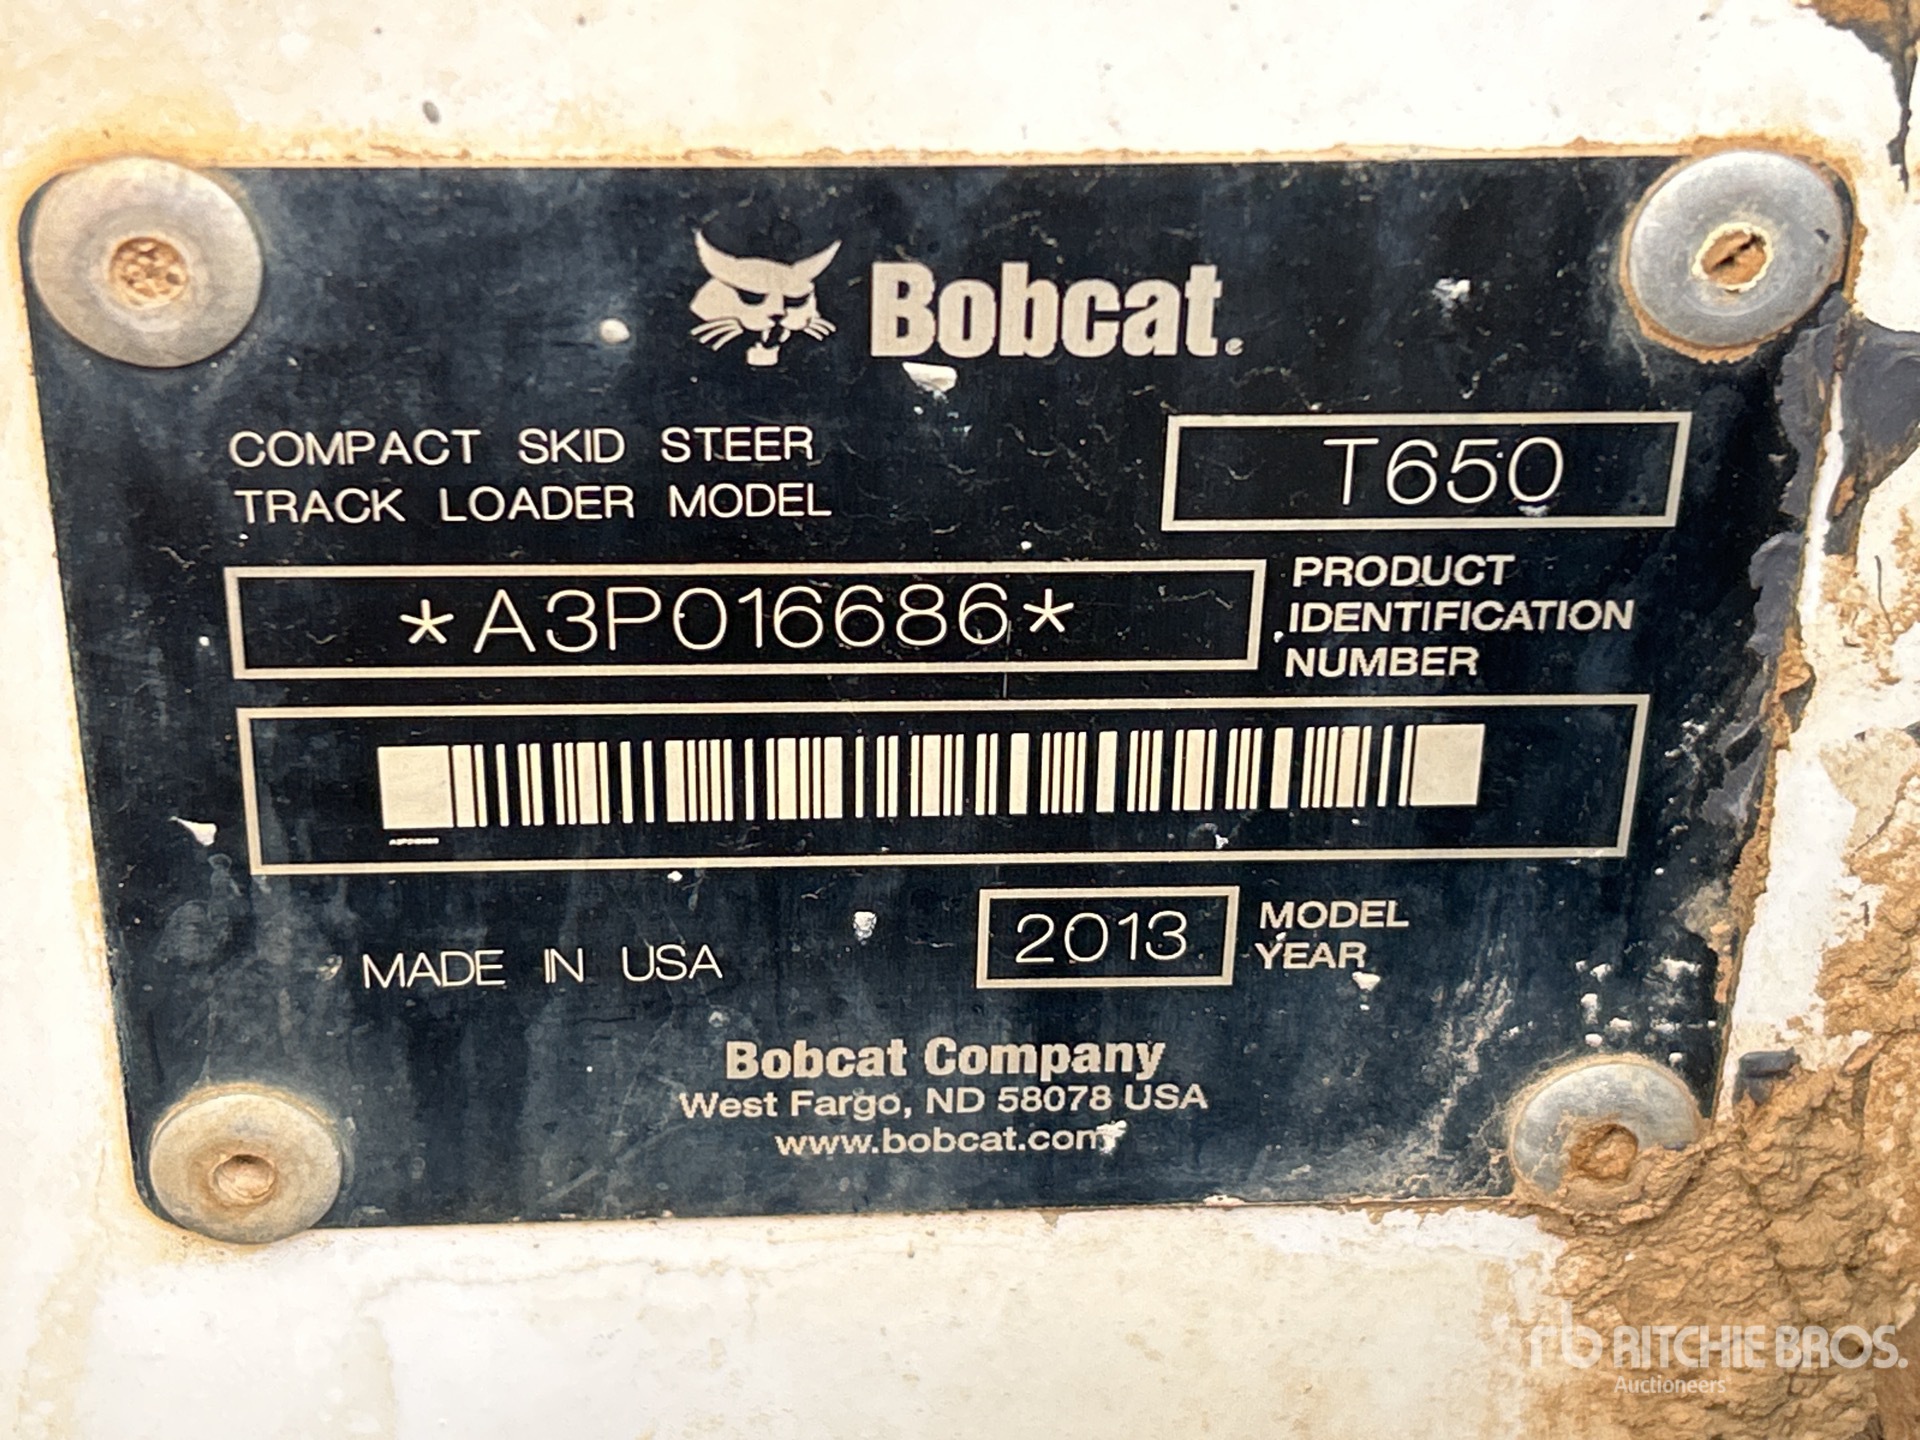 Bobcat®
COMPACT SKID STEER
TRACK LOADER MODEL
T650
*A3P016686*
PRODUCT
IDENTIFICATION
NUMBER
MADE IN USA
2013
MODEL
YEAR
Bobcat Company
West Fargo, ND 58078 USA
www.bobcat.com
rb RITCHIE BROS.
Auctioneers